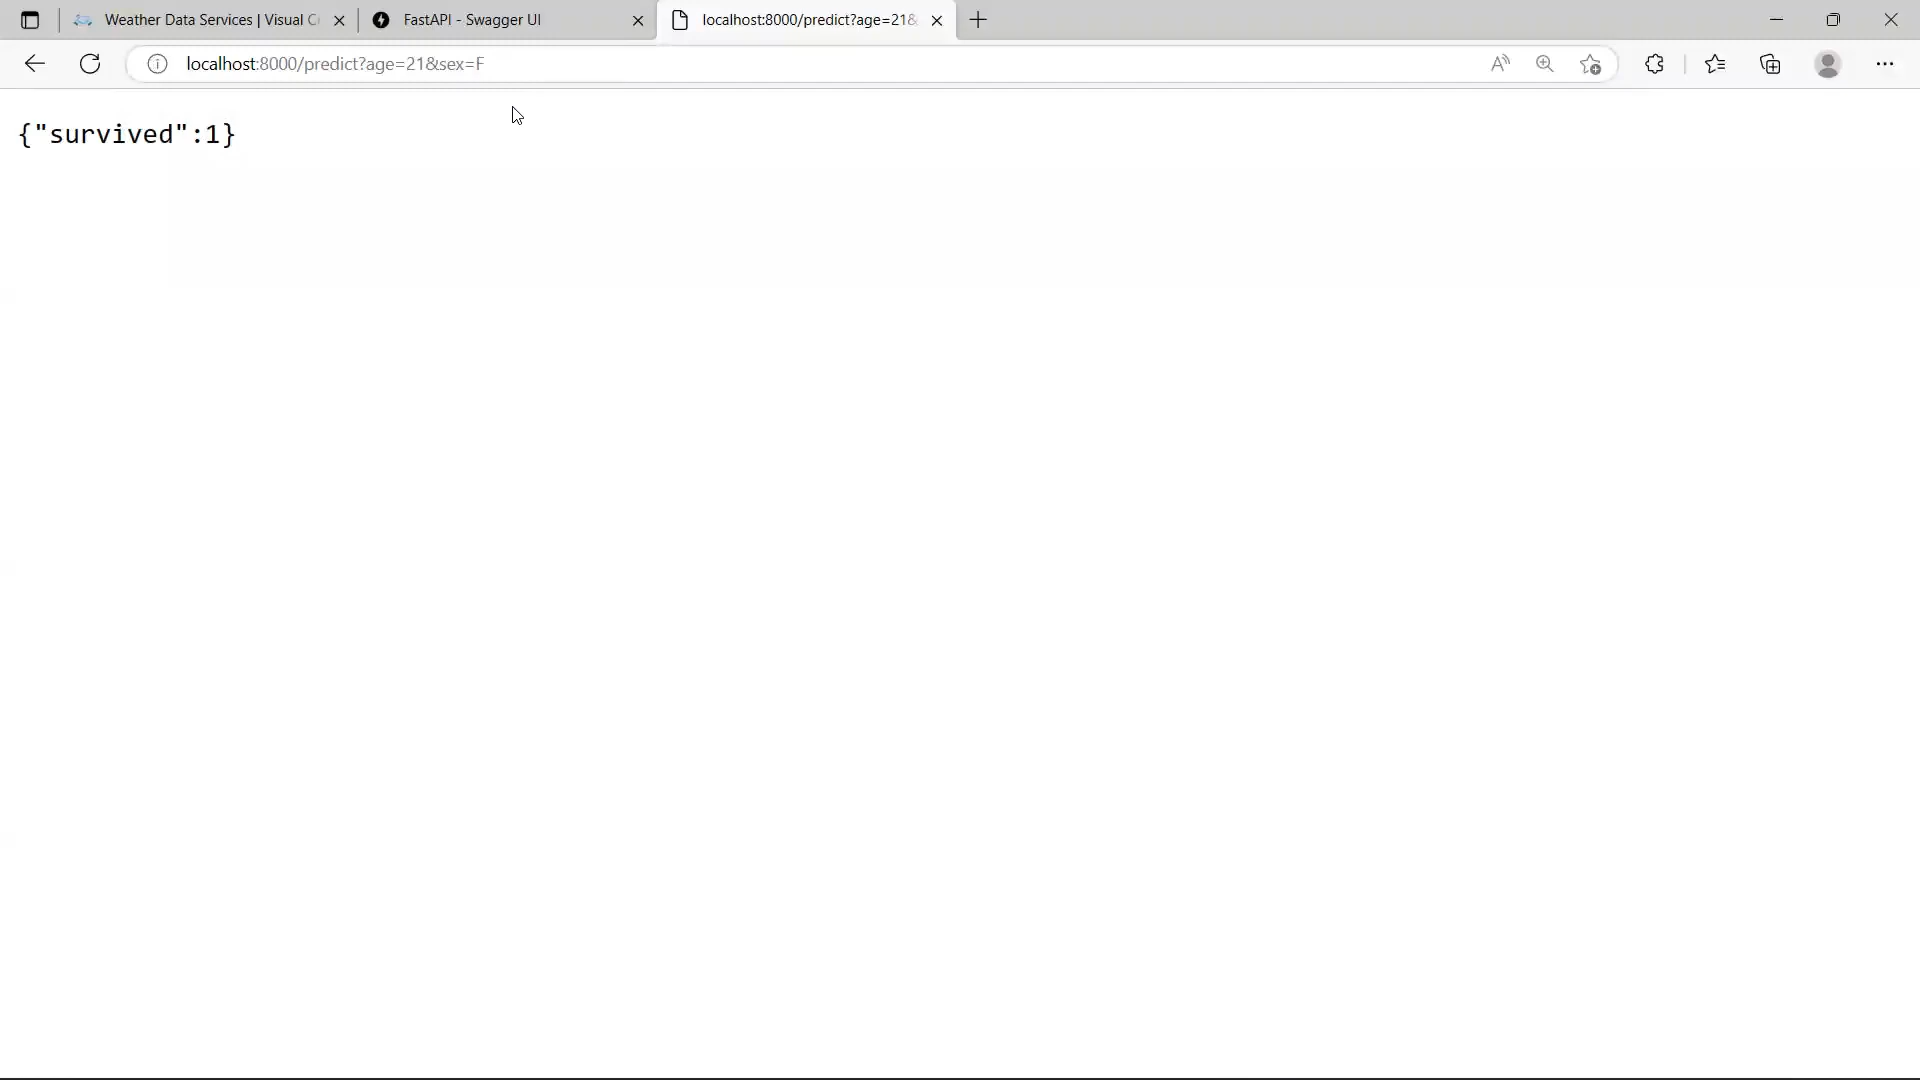 Weather Data Services | Visual C
FastAPI - Swagger UI
localhost:8000/predict?age=21&
localhost:8000/predict?age=21&sex=F
{"survived":1}